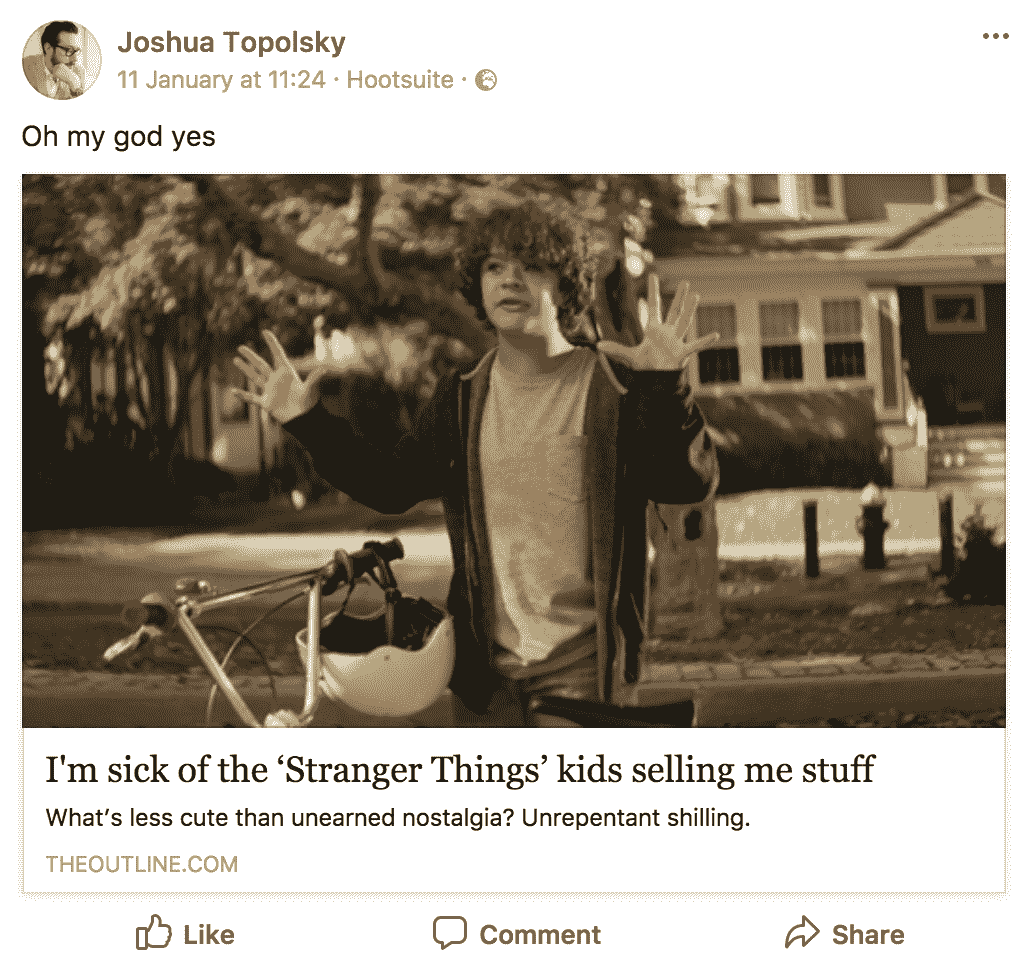 Joshua Topolsky
11 January at 11:24 · Hootsuite ·
Oh my god yes
I'm sick of the ‘Stranger Things’ kids selling me stuff
What’s less cute than unearned nostalgia? Unrepentant shilling.
THEOUTLINE.COM
Like Comment Share